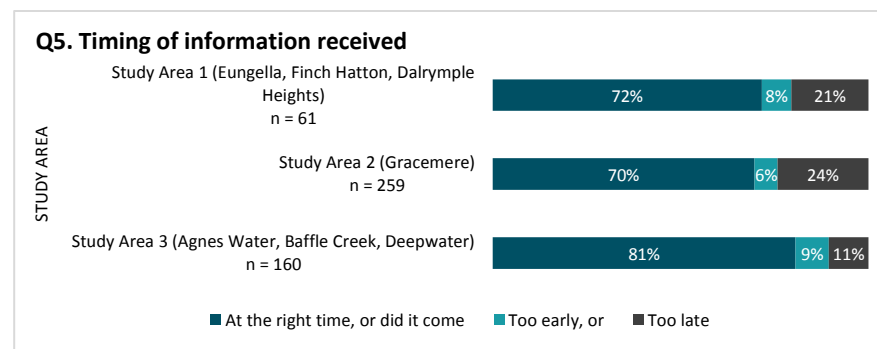 Q5. Timing of information received
Study Area 1 (Eungella, Finch Hatton, Dalrymple
Heights)
n = 61
72% 8% 21%
Study Area 2 (Gracemere)
n = 259
70% 6% 24%
Study Area 3 (Agnes Water, Baffle Creek, Deepwater)
n = 160
81% 9% 11%
STUDY AREA
At the right time, or did it come Too early, or Too late